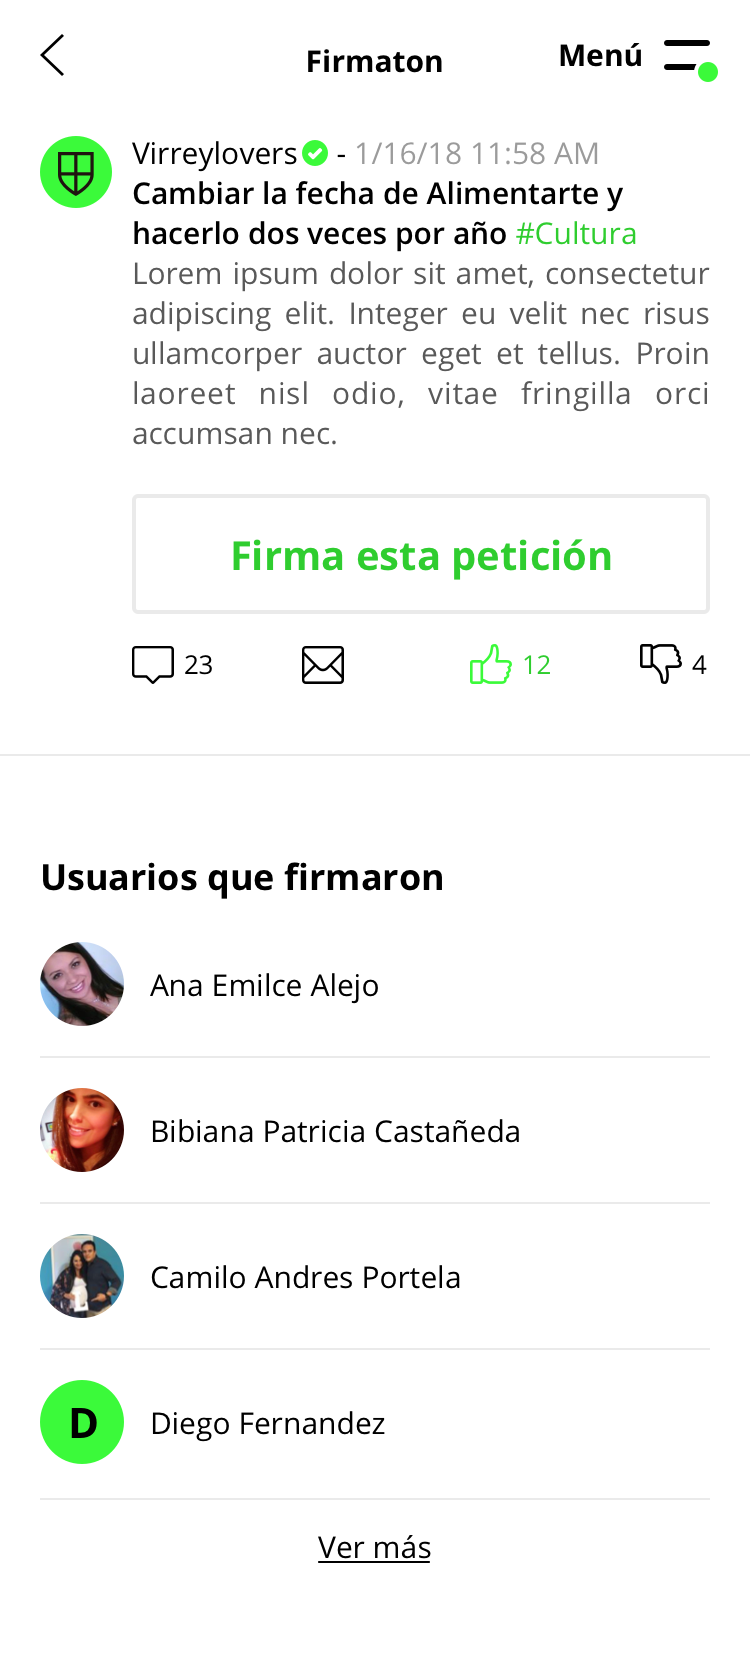 Firmaton
Menú
Virreylovers - 1/16/18 11:58 AM
Cambiar la fecha de Alimentarte y
hacerlo dos veces por año #Cultura
Lorem ipsum dolor sit amet, consectetur
adipiscing elit. Integer eu velit nec risus
ullamcorper auctor eget et tellus. Proin
laoreet nisl odio, vitae fringilla orci
accumsan nec.
Firma esta petición
23
12
4
Usuarios que firmaron
Ana Emilce Alejo
Bibiana Patricia Castañeda
Camilo Andres Portela
D
Diego Fernandez
Ver más